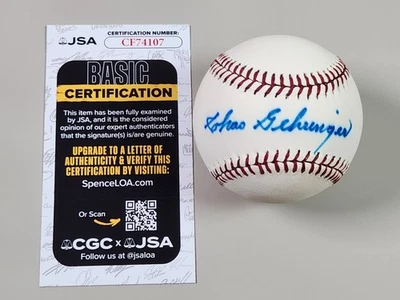 JSA
CERTIFICATION NUMBER:
CF74107
BASIC
CERTIFICATION
This item has been fully examined
by JSA, and it is the considered
opinion of our expert authenticators
that the signature(s) is/are genuine.
UPGRADE TO A LETTER OF
AUTHENTICITY & VERIFY THIS
CERTIFICATION BY VISITING:
SpenceLOA.com
Or Scan
CGC x JSA
Follow us at @jsaloa
Chas Gehringer